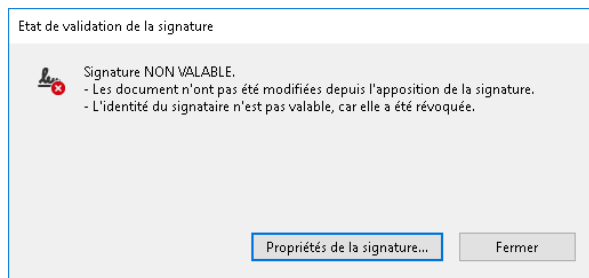 Etat de validation de la signature
Signature NON VALABLE.
- Les document n'ont pas été modifiées depuis l'apposition de la signature.
- L'identité du signataire n'est pas valable, car elle a été révoquée.
Propriétés de la signature...
Fermer